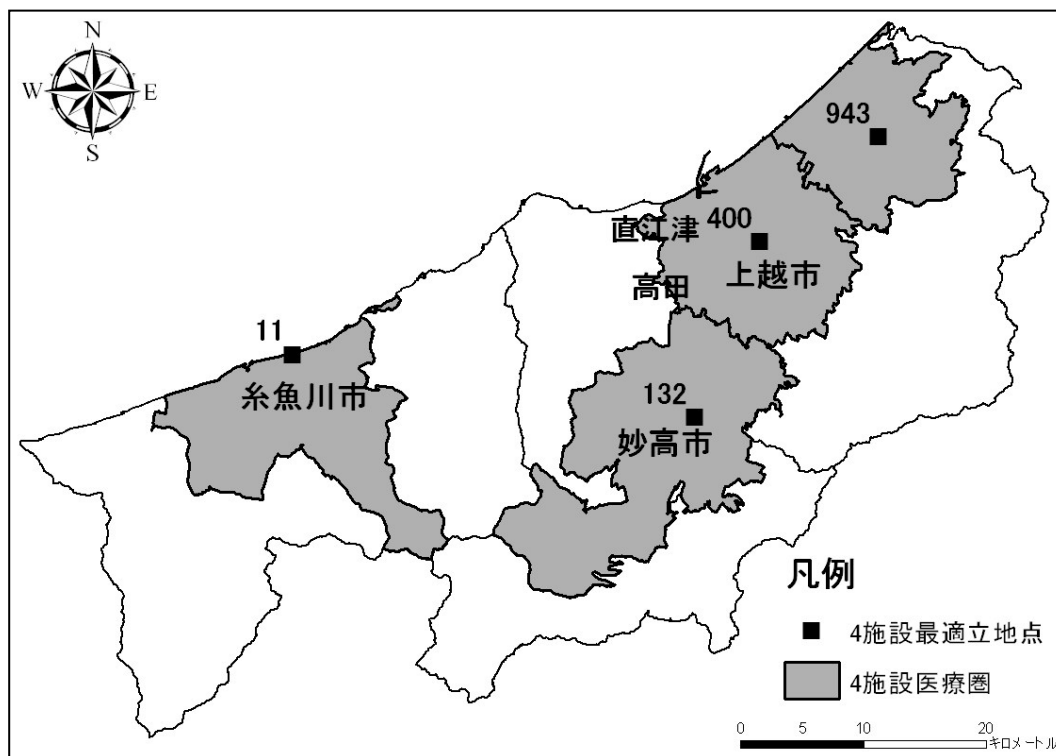 N
W
E
S
943
直江津
400
上越市
高田
11
糸魚川市
132
妙高市
凡例
4施設最適立地点
4施設医療圏
0 5 10 20
キロメートル